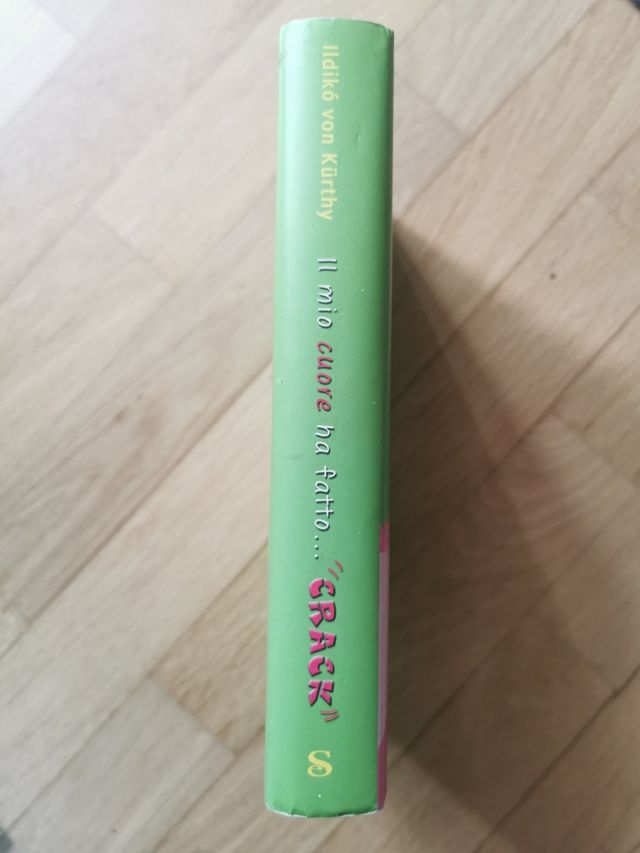 Ildikó von Kürthy
Il mio cuore ha fatto... "CRACK"
S